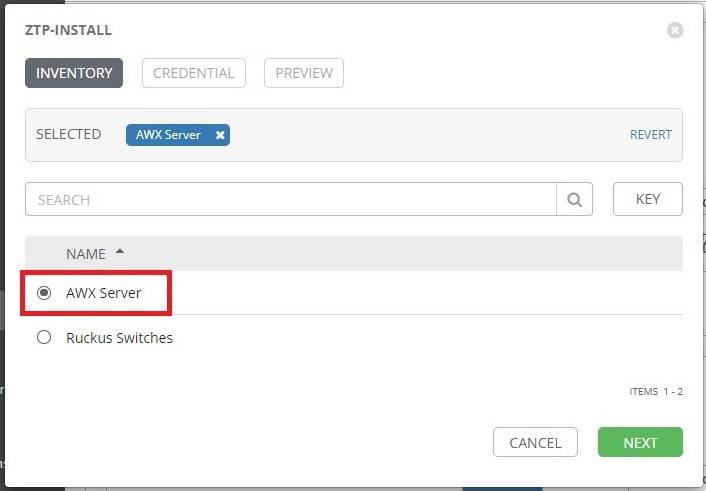 ZTP-INSTALL
INVENTORY CREDENTIAL PREVIEW
SELECTED AWX Server REVERT
SEARCH KEY
NAME
AWX Server
Ruckus Switches
ITEMS 1 - 2
CANCEL NEXT